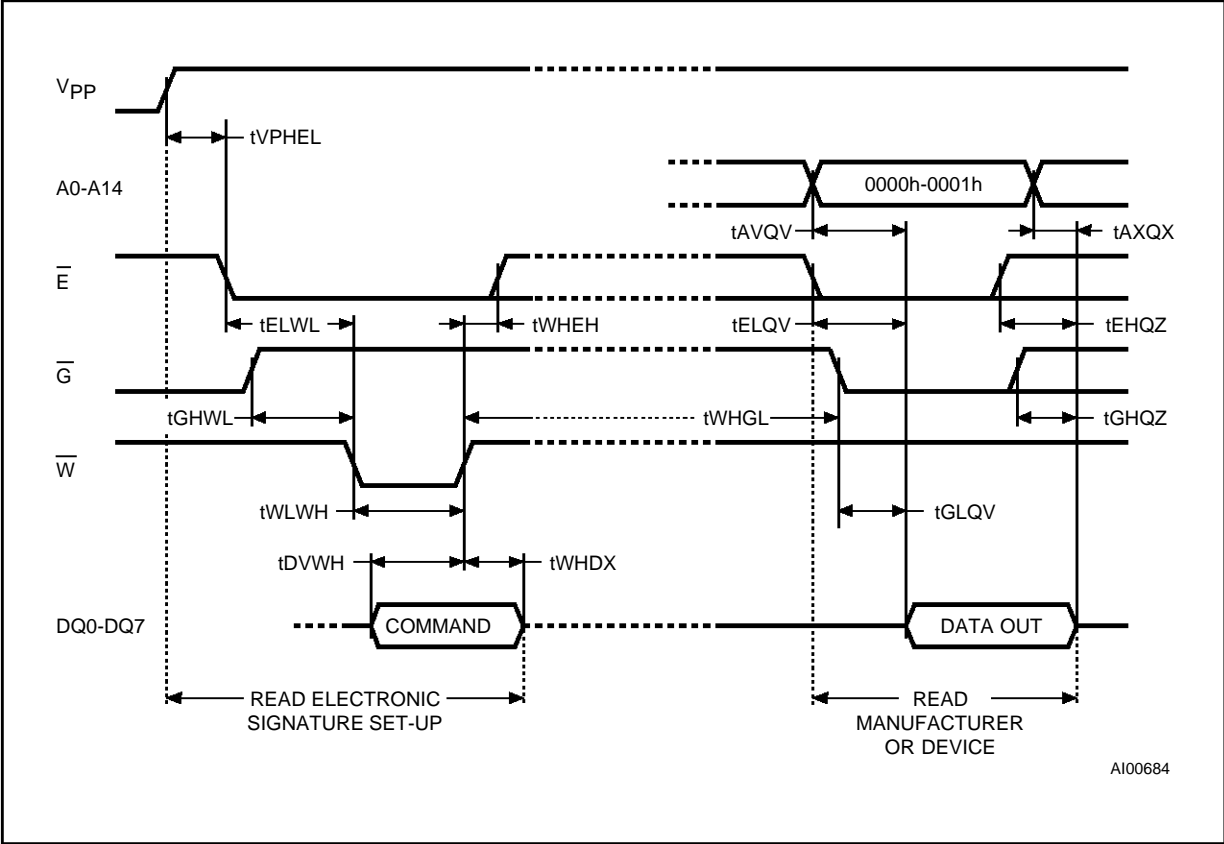 VPP
tVPHEL
A0-A14
0000h-0001h
tAVQV
tAXQX
E
tELWL
tWHEH
tELQV
tEHQZ
G
tGHWL
tWHGL
tGHQZ
W
tWLWH
tGLQV
tDVWH
tWHDX
DQ0-DQ7
COMMAND
DATA OUT
READ ELECTRONIC
SIGNATURE SET-UP
READ
MANUFACTURER
OR DEVICE
AI00684